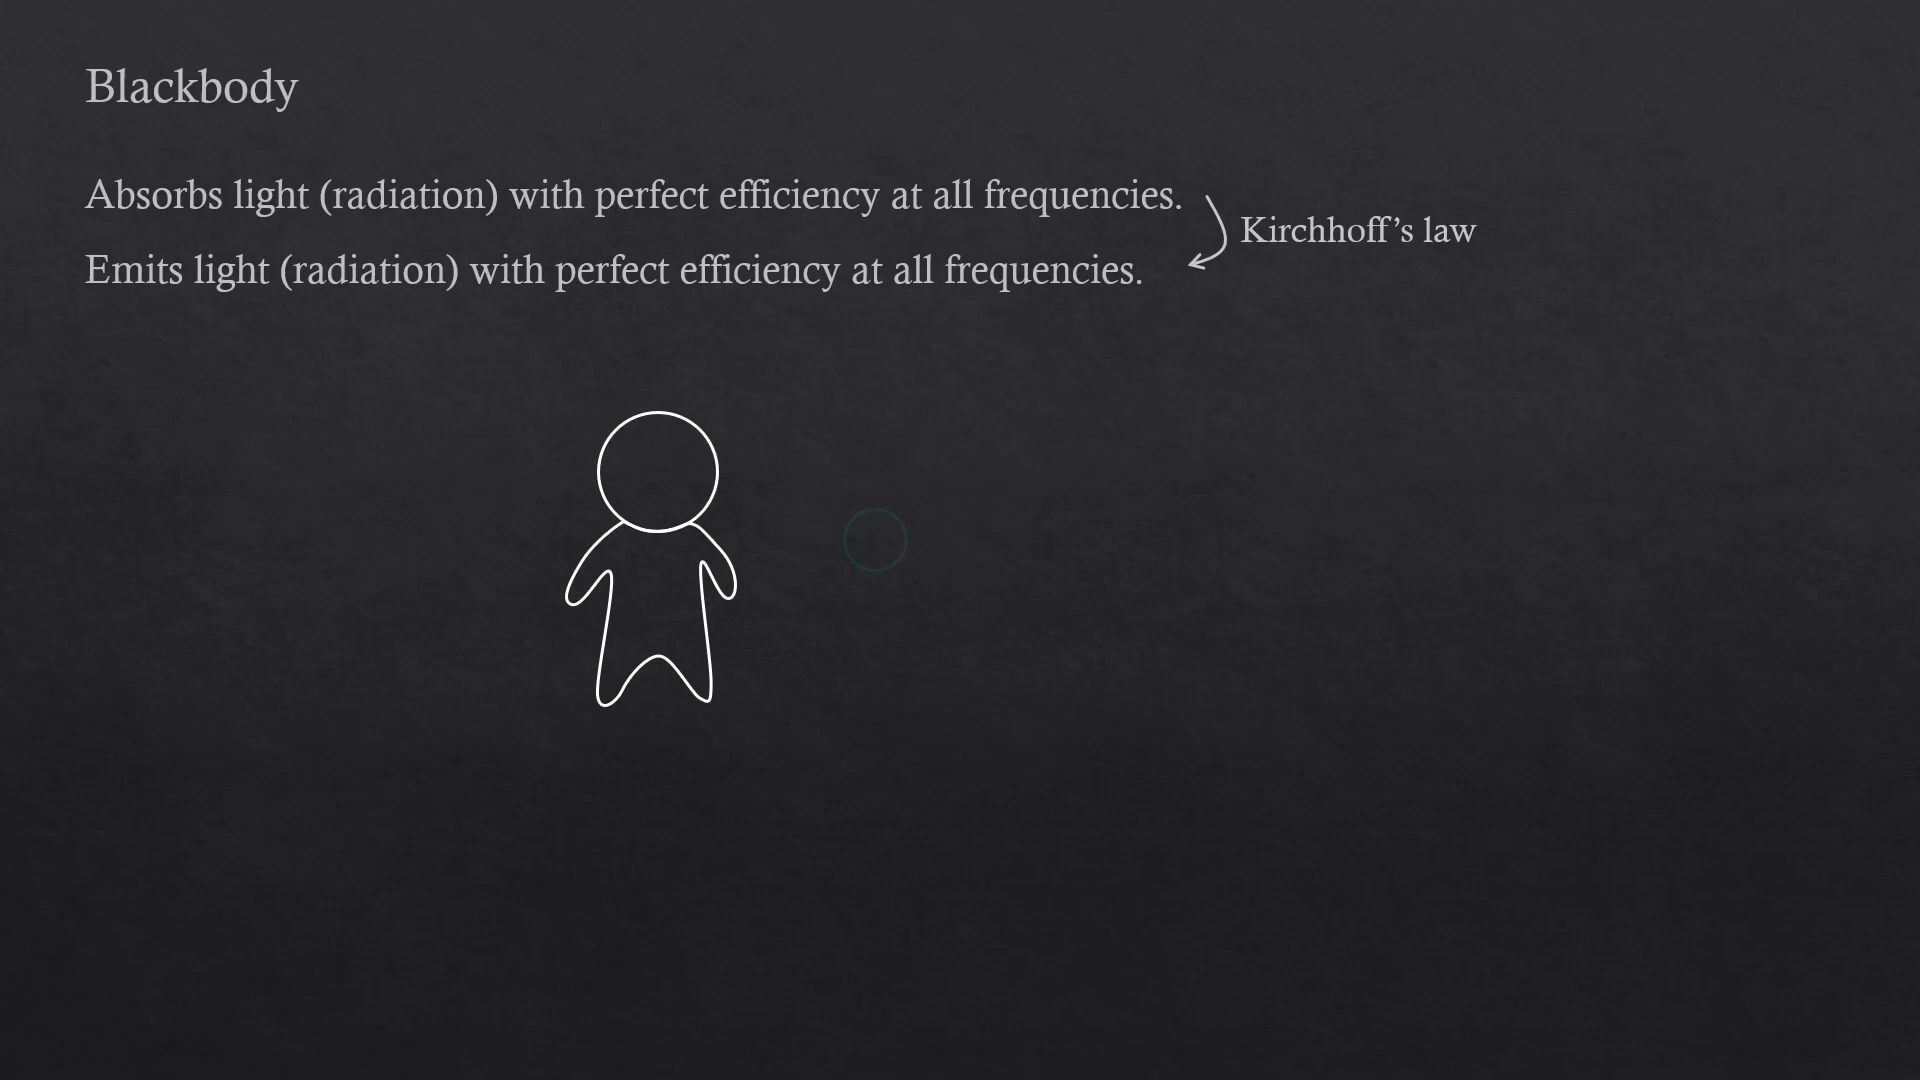 Blackbody
Absorbs light (radiation) with perfect efficiency at all frequencies.
Kirchhoff’s law
Emits light (radiation) with perfect efficiency at all frequencies.